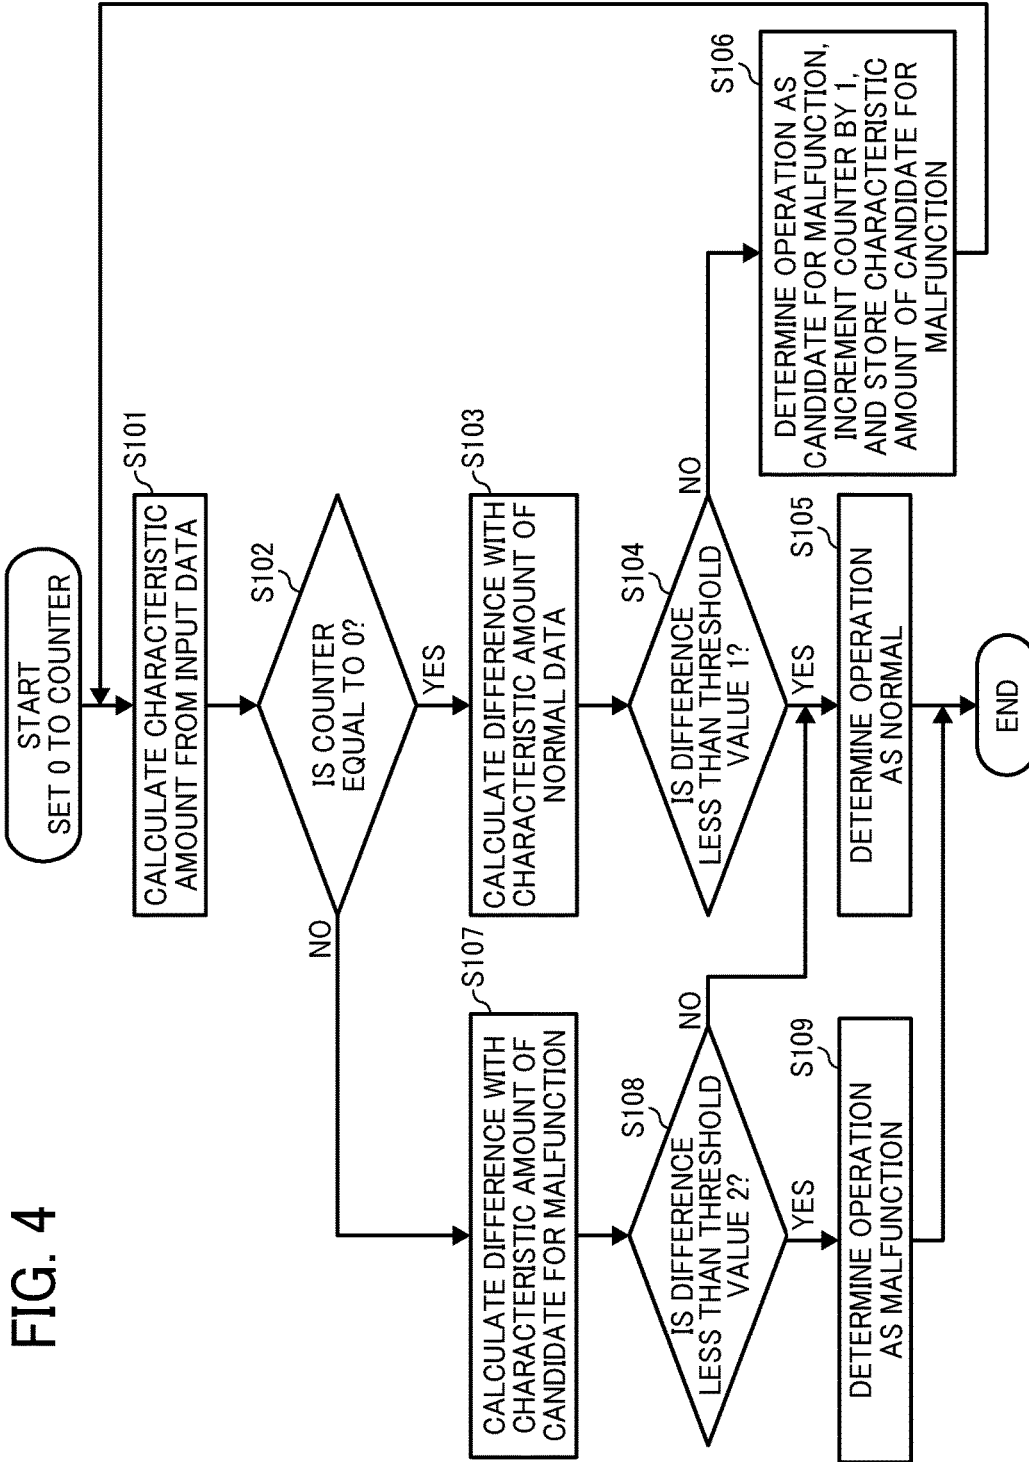 FIG. 4
START
SET 0 TO COUNTER
S101
CALCULATE CHARACTERISTIC
AMOUNT FROM INPUT DATA
S102
IS COUNTER
EQUAL TO 0?
NO
YES
S103
CALCULATE DIFFERENCE WITH
CHARACTERISTIC AMOUNT OF
NORMAL DATA
S104
IS DIFFERENCE
LESS THAN THRESHOLD
VALUE 1?
NO
YES
S105
DETERMINE OPERATION
AS NORMAL
S106
DETERMINE OPERATION AS
CANDIDATE FOR MALFUNCTION,
INCREMENT COUNTER BY 1,
AND STORE CHARACTERISTIC
AMOUNT OF CANDIDATE FOR
MALFUNCTION
S107
CALCULATE DIFFERENCE WITH
CHARACTERISTIC AMOUNT OF
CANDIDATE FOR MALFUNCTION
S108
IS DIFFERENCE
LESS THAN THRESHOLD
VALUE 2?
NO
YES
S109
DETERMINE OPERATION
AS MALFUNCTION
END